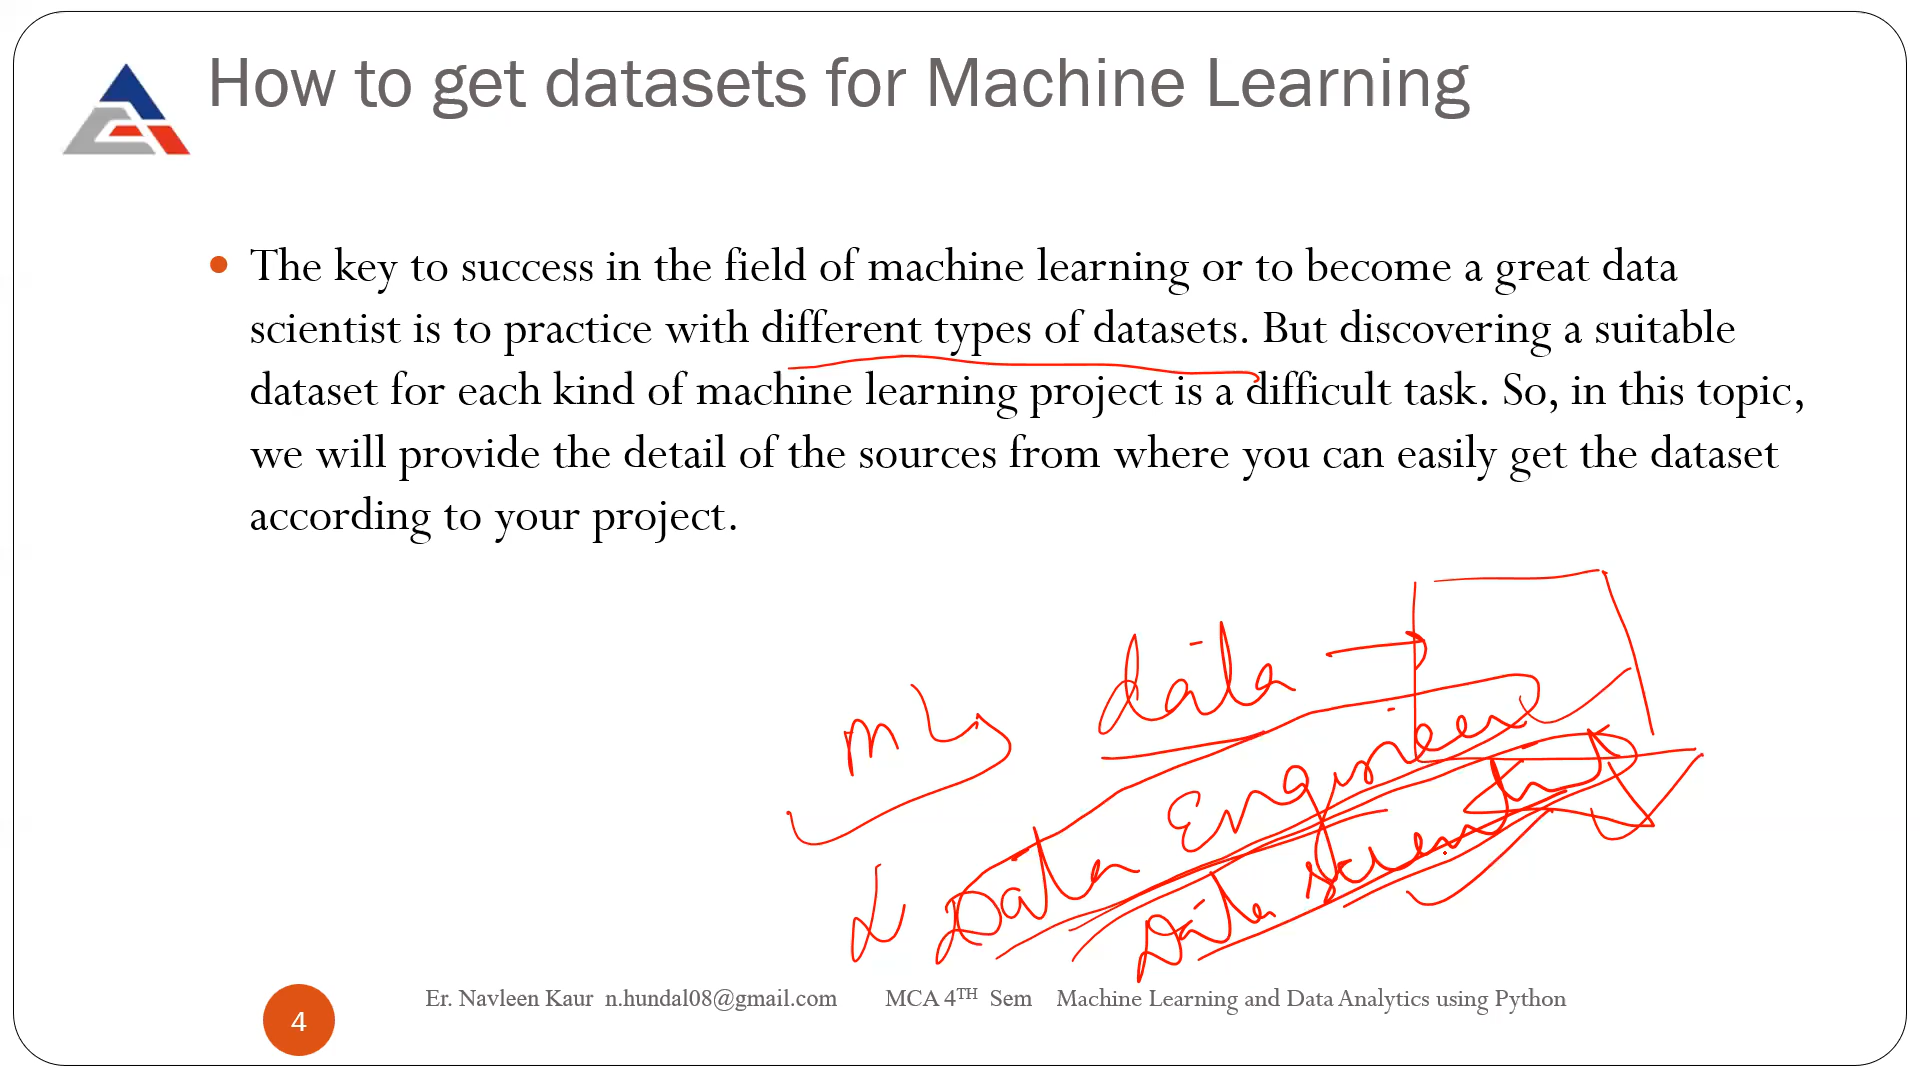 How to get datasets for Machine Learning
The key to success in the field of machine learning or to become a great data
scientist is to practice with different types of datasets. But discovering a suitable
dataset for each kind of machine learning project is a difficult task. So, in this topic,
we will provide the detail of the sources from where you can easily get the dataset
according to your project.
data
ML
Data Engineer
Data Scientist
4
Er. Navleen Kaur n.hundal08@gmail.com MCA 4TH Sem Machine Learning and Data Analytics using Python